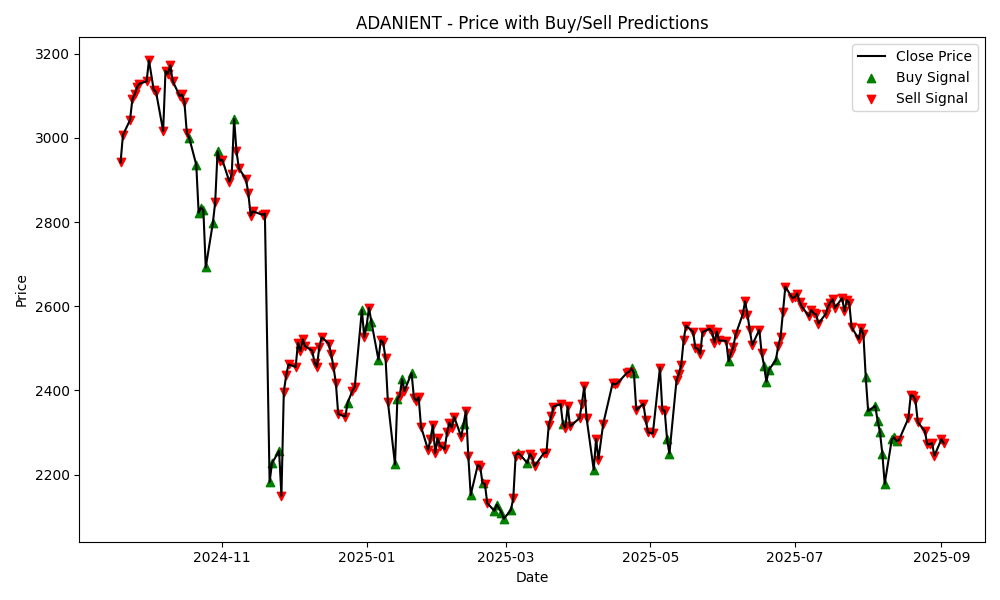 ADANIENT - Price with Buy/Sell Predictions
Close Price
Buy Signal
Sell Signal
Price
3200
3000
2800
2600
2400
2200
2024-11
2025-01
2025-03
2025-05
2025-07
2025-09
Date